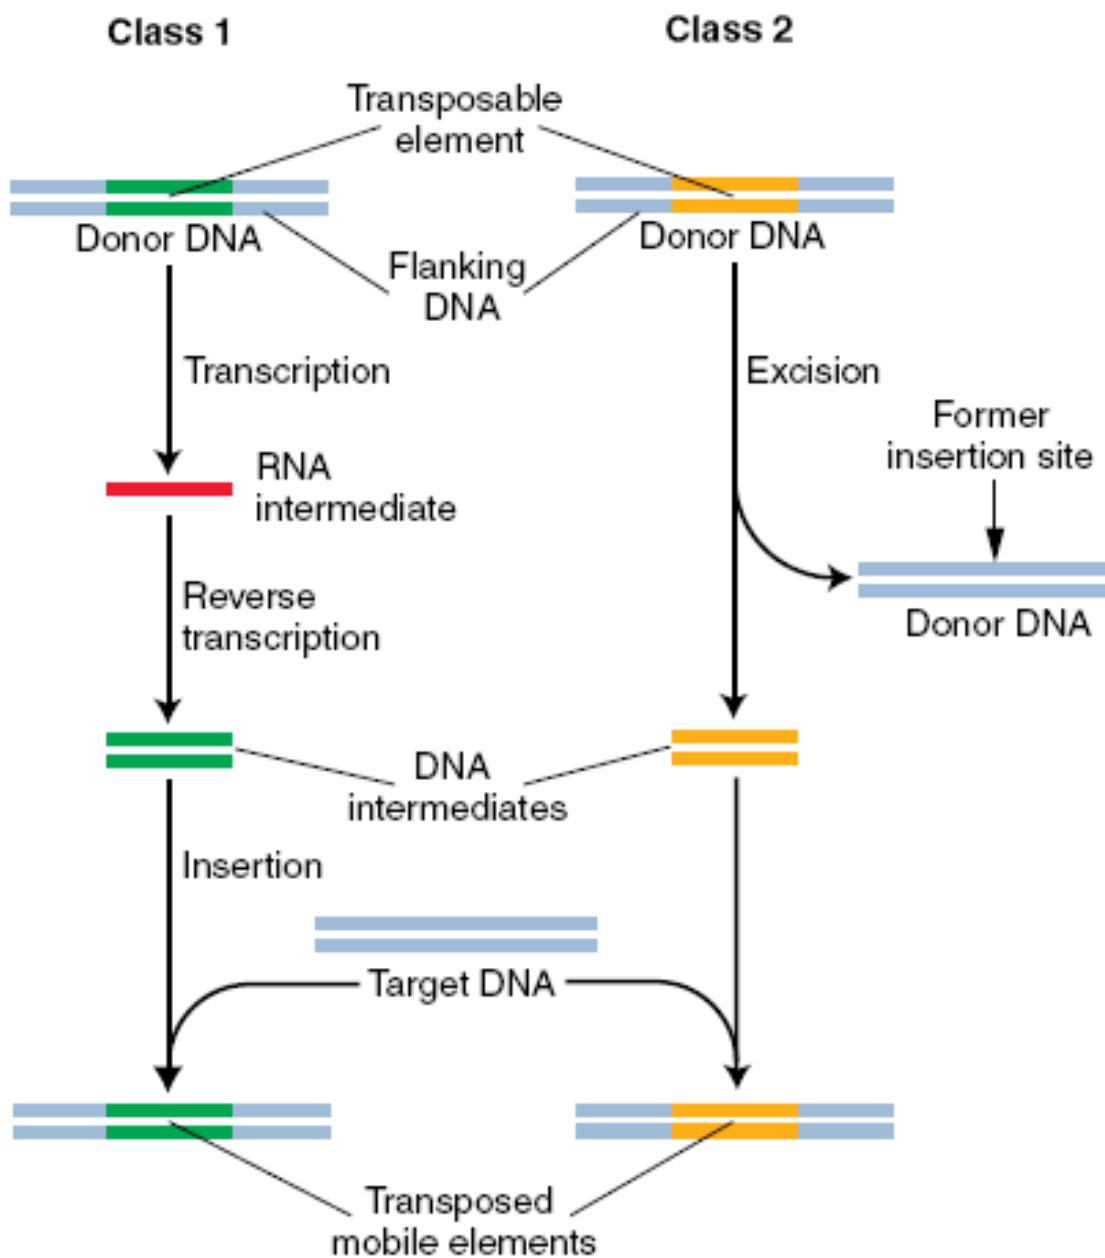 Class 1
Class 2
Transposable
element
Donor DNA
Donor DNA
Flanking
DNA
Transcription
Excision
Former
insertion site
RNA
intermediate
Reverse
transcription
Donor DNA
DNA
intermediates
Insertion
Target DNA
Transposed
mobile elements